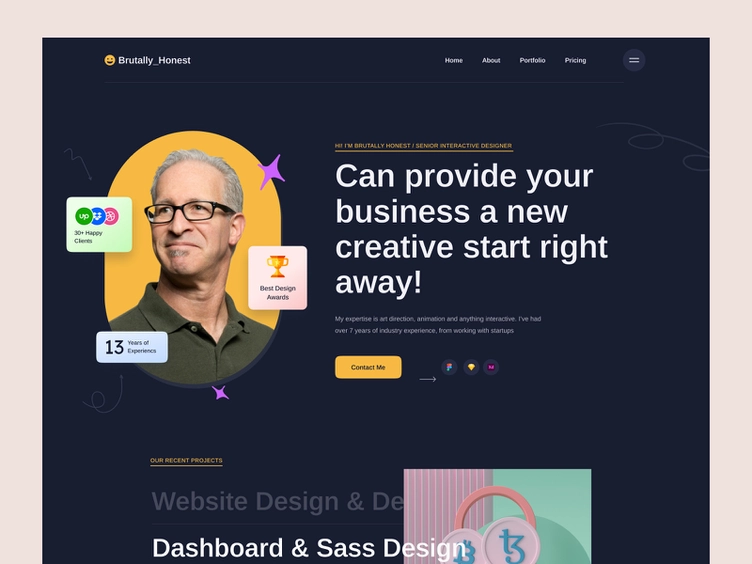 Brutally_Honest
Home
About
Portfolio
Pricing
HI! I'M BRUTALLY HONEST / SENIOR INTERACTIVE DESIGNER
Can provide your
business a new
creative start right
away!
My expertise is art direction, animation and anything interactive. I've had
over 7 years of industry experience, from working with startups
Contact Me
up
30+ Happy
Clients
Best Design
Awards
13
Years of
Experiencs
OUR RECENT PROJECTS
Website Design & De
Dashboard & Sass Design